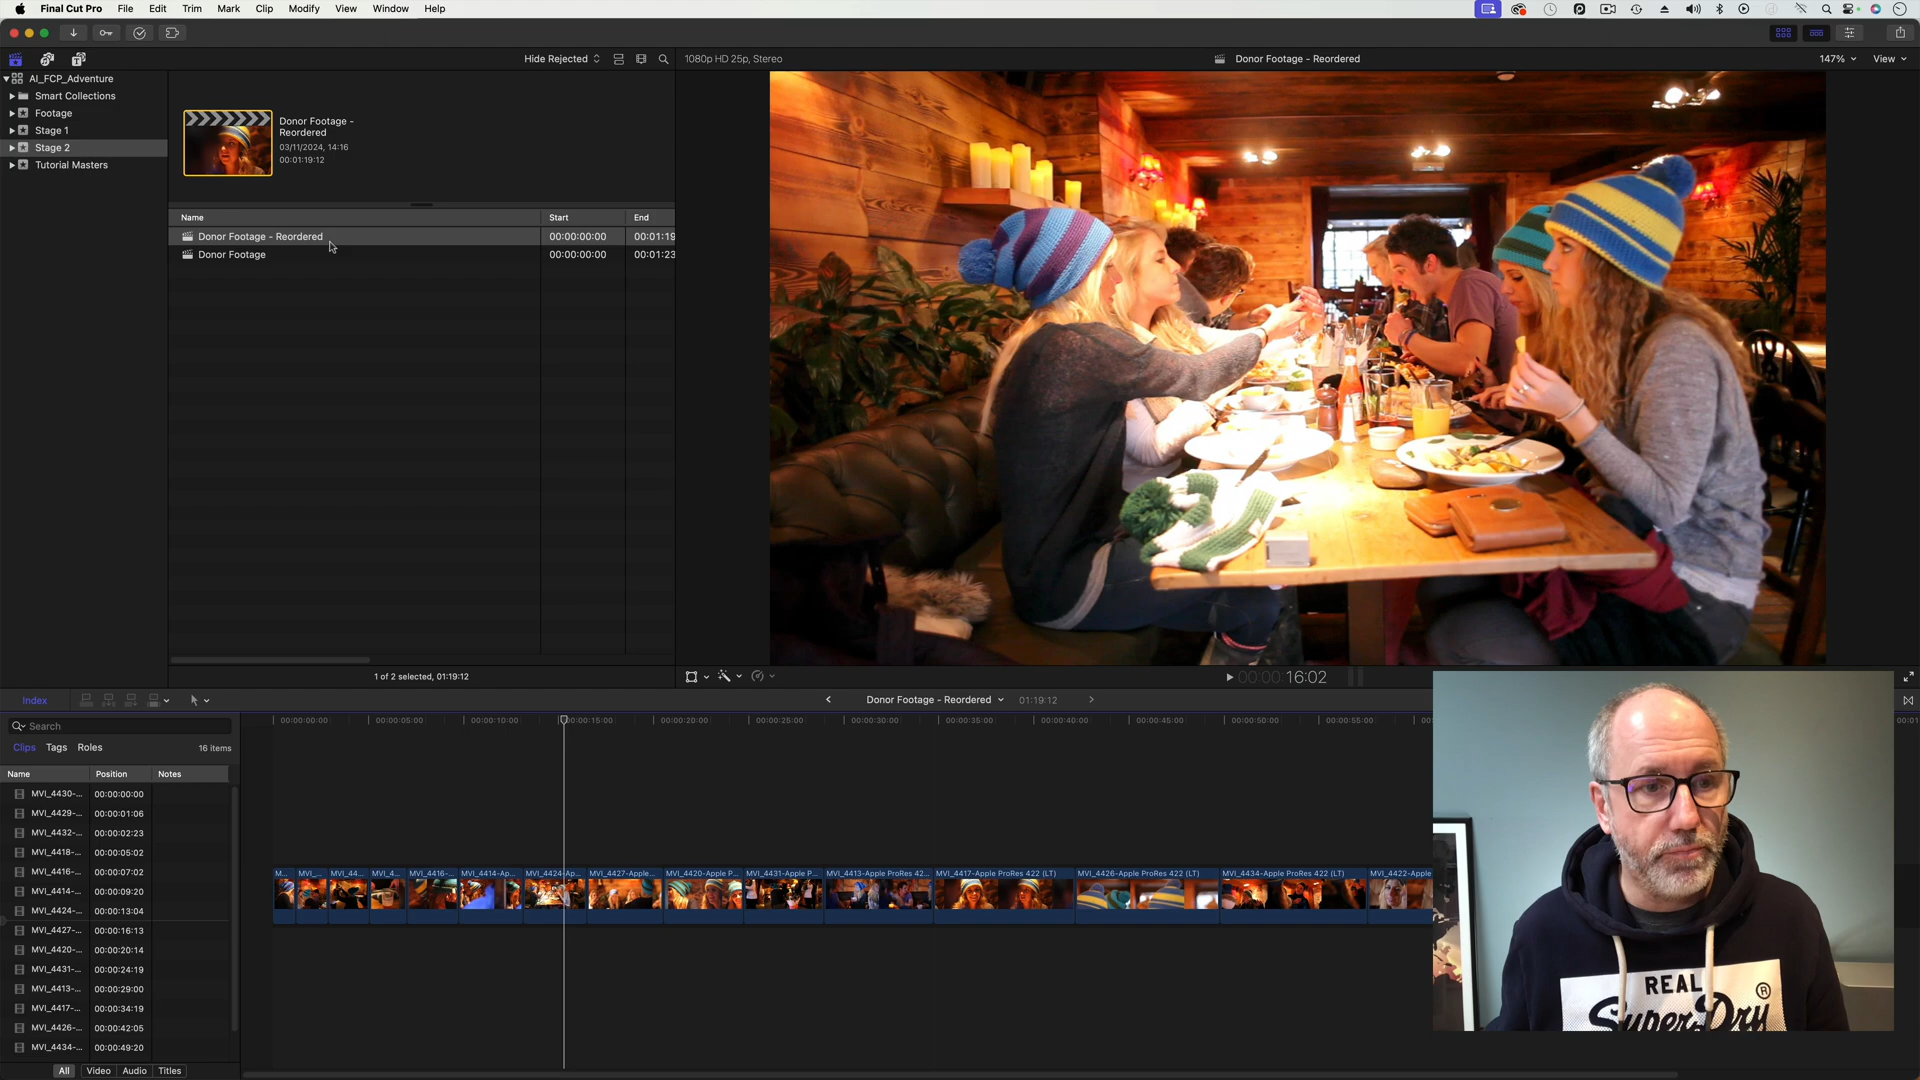 Final Cut Pro File Edit Trim Mark Clip Modify View Window Help
Hide Rejected
1080p HD 25p, Stereo
Donor Footage - Reordered
147%
View
AI_FCP_Adventure
Smart Collections
Footage
Stage 1
Stage 2
Tutorial Masters
Donor Footage -
Reordered
03/11/2024, 14:16
00:01:19:12
Name Start End
Donor Footage - Reordered 00:00:00:00 00:01:19
Donor Footage 00:00:00:00 00:01:23
1 of 2 selected, 01:19:12
00:00:16:02
Index
Donor Footage - Reordered
01:19:12
Search
Clips Tags Roles 16 items
Name Position Notes
MVI_4430-... 00:00:00:00
MVI_4429-... 00:00:01:06
MVI_4432-... 00:00:02:23
MVI_4418-... 00:00:05:02
MVI_4416-... 00:00:07:02
MVI_4414-... 00:00:09:20
MVI_4424-... 00:00:13:04
MVI_4427-... 00:00:16:13
MVI_4420-... 00:00:20:14
MVI_4431-... 00:00:24:19
MVI_4413-... 00:00:29:00
MVI_4417-... 00:00:34:19
MVI_4426-... 00:00:42:05
MVI_4434-... 00:00:49:20
All Video Audio Titles
00:00:00:00 00:00:05:00 00:00:10:00 00:00:15:00 00:00:20:00 00:00:25:00 00:00:30:00 00:00:35:00 00:00:40:00 00:00:45:00 00:00:50:00 00:00:55:00 00:01
M... MVI_... MVI_44... MVI_4... MVI_4416-... MVI_4414-Ap... MVI_4424-Ap... MVI_4427-Apple... MVI_4420-Apple P... MVI_4431-Apple P... MVI_4413-Apple ProRes 42... MVI_4417-Apple ProRes 422 (LT) MVI_4426-Apple ProRes 422 (LT) MVI_4434-Apple ProRes 422 (LT) MVI_4422-Apple
REAL
SuperDry
®